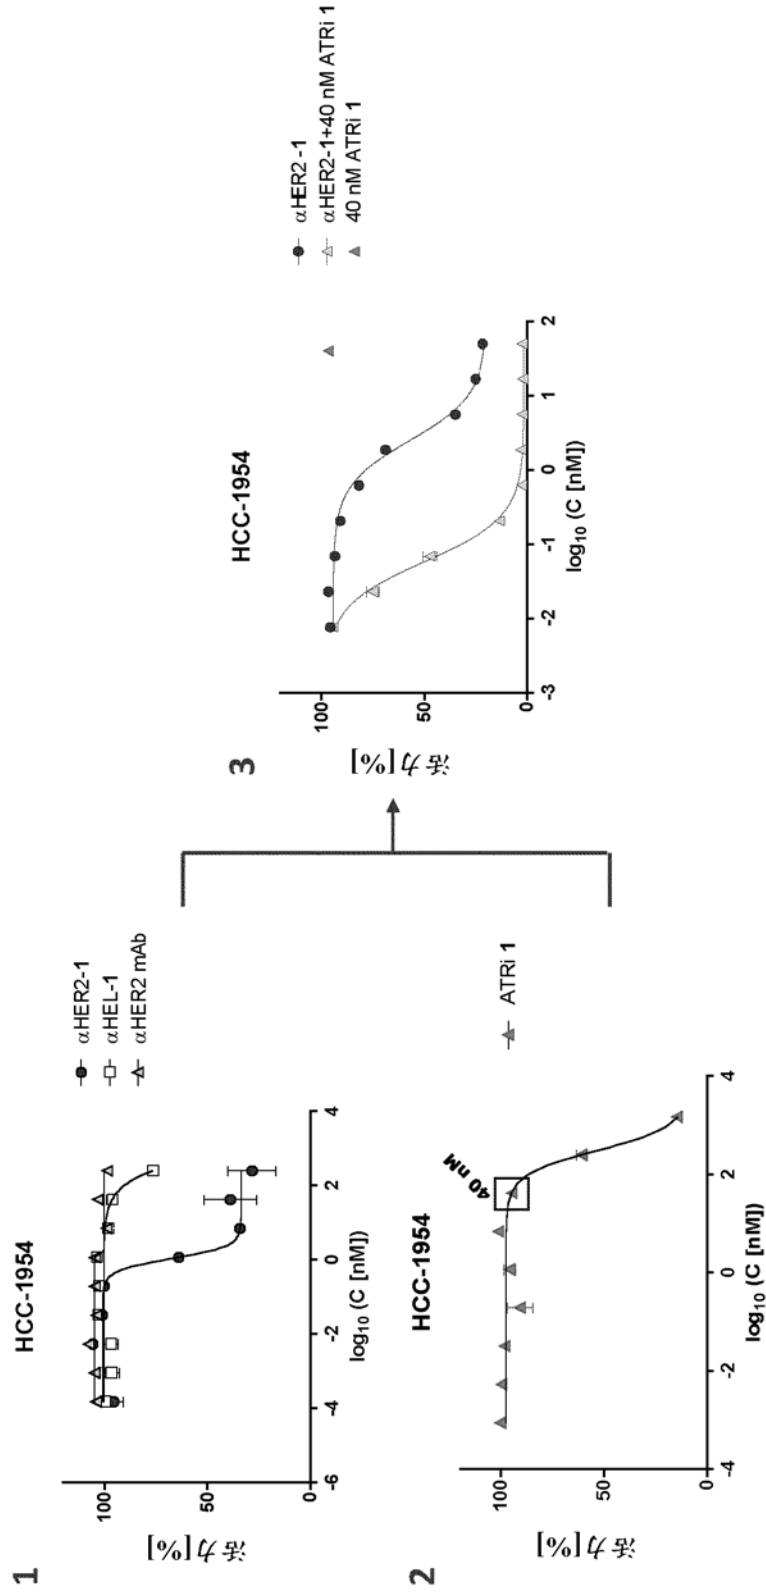 1
HCC-1954
活力[%]
100
50
0
-6
-4
-2
0
2
4
log10 (C [nM])
αHER2-1
αHEL-1
αHER2 mAb
2
HCC-1954
活力[%]
100
50
0
-4
-2
0
2
4
log10 (C [nM])
40 nM
ATRi 1
3
HCC-1954
活力[%]
100
50
0
-3
-2
-1
0
1
2
log10 (C [nM])
αHER2-1
αHER2-1+40 nM ATRi 1
40 nM ATRi 1